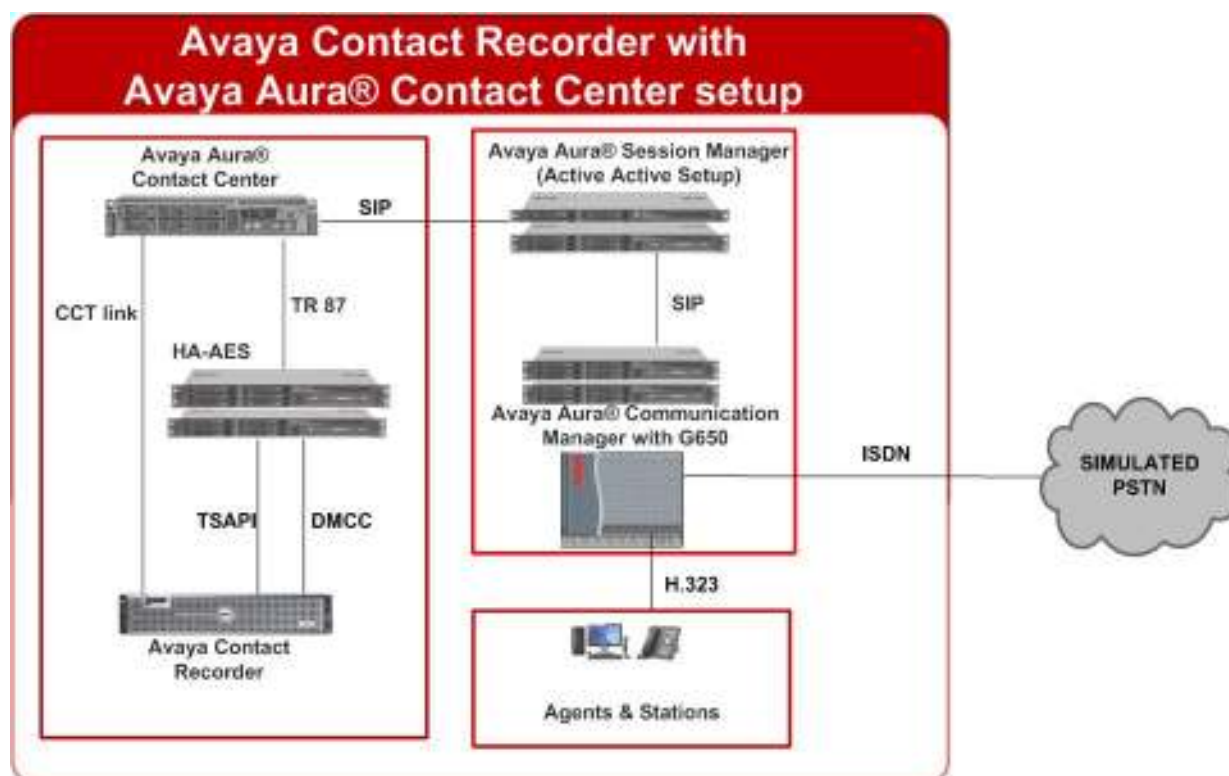 Avaya Contact Recorder with
Avaya Aura® Contact Center setup
Avaya Aura®
Contact Center
CCT link
TR 87
HA-AES
TSAPI
DMCC
Avaya Contact
Recorder
SIP
Avaya Aura® Session Manager
(Active Active Setup)
SIP
Avaya Aura® Communication
Manager with G650
ISDN
SIMULATED
PSTN
H.323
Agents & Stations